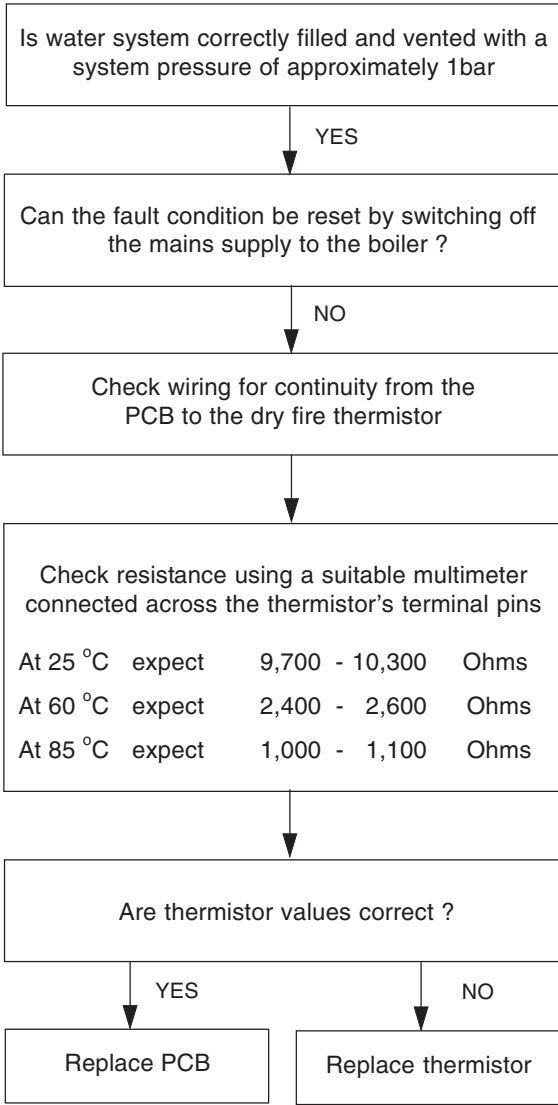 Is water system correctly filled and vented with a
system pressure of approximately 1bar
YES
Can the fault condition be reset by switching off
the mains supply to the boiler ?
NO
Check wiring for continuity from the
PCB to the dry fire thermistor
Check resistance using a suitable multimeter
connected across the thermistor's terminal pins
At 25 °C expect 9,700 - 10,300 Ohms
At 60 °C expect 2,400 - 2,600 Ohms
At 85 °C expect 1,000 - 1,100 Ohms
Are thermistor values correct ?
YES
NO
Replace PCB
Replace thermistor